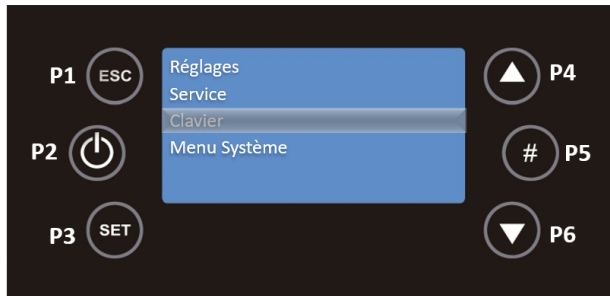 P1 ESC
P2
P3 SET
Réglages
Service
Clavier
Menu Système
P4
# P5
P6